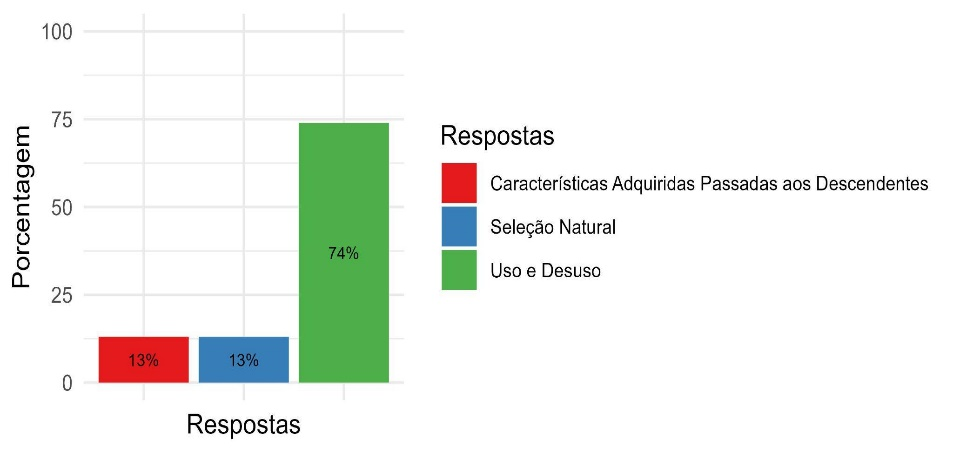 100
75
50
25
0
Porcentagem
13%
13%
74%
Respostas
Respostas
Características Adquiridas Passadas aos Descendentes
Seleção Natural
Uso e Desuso